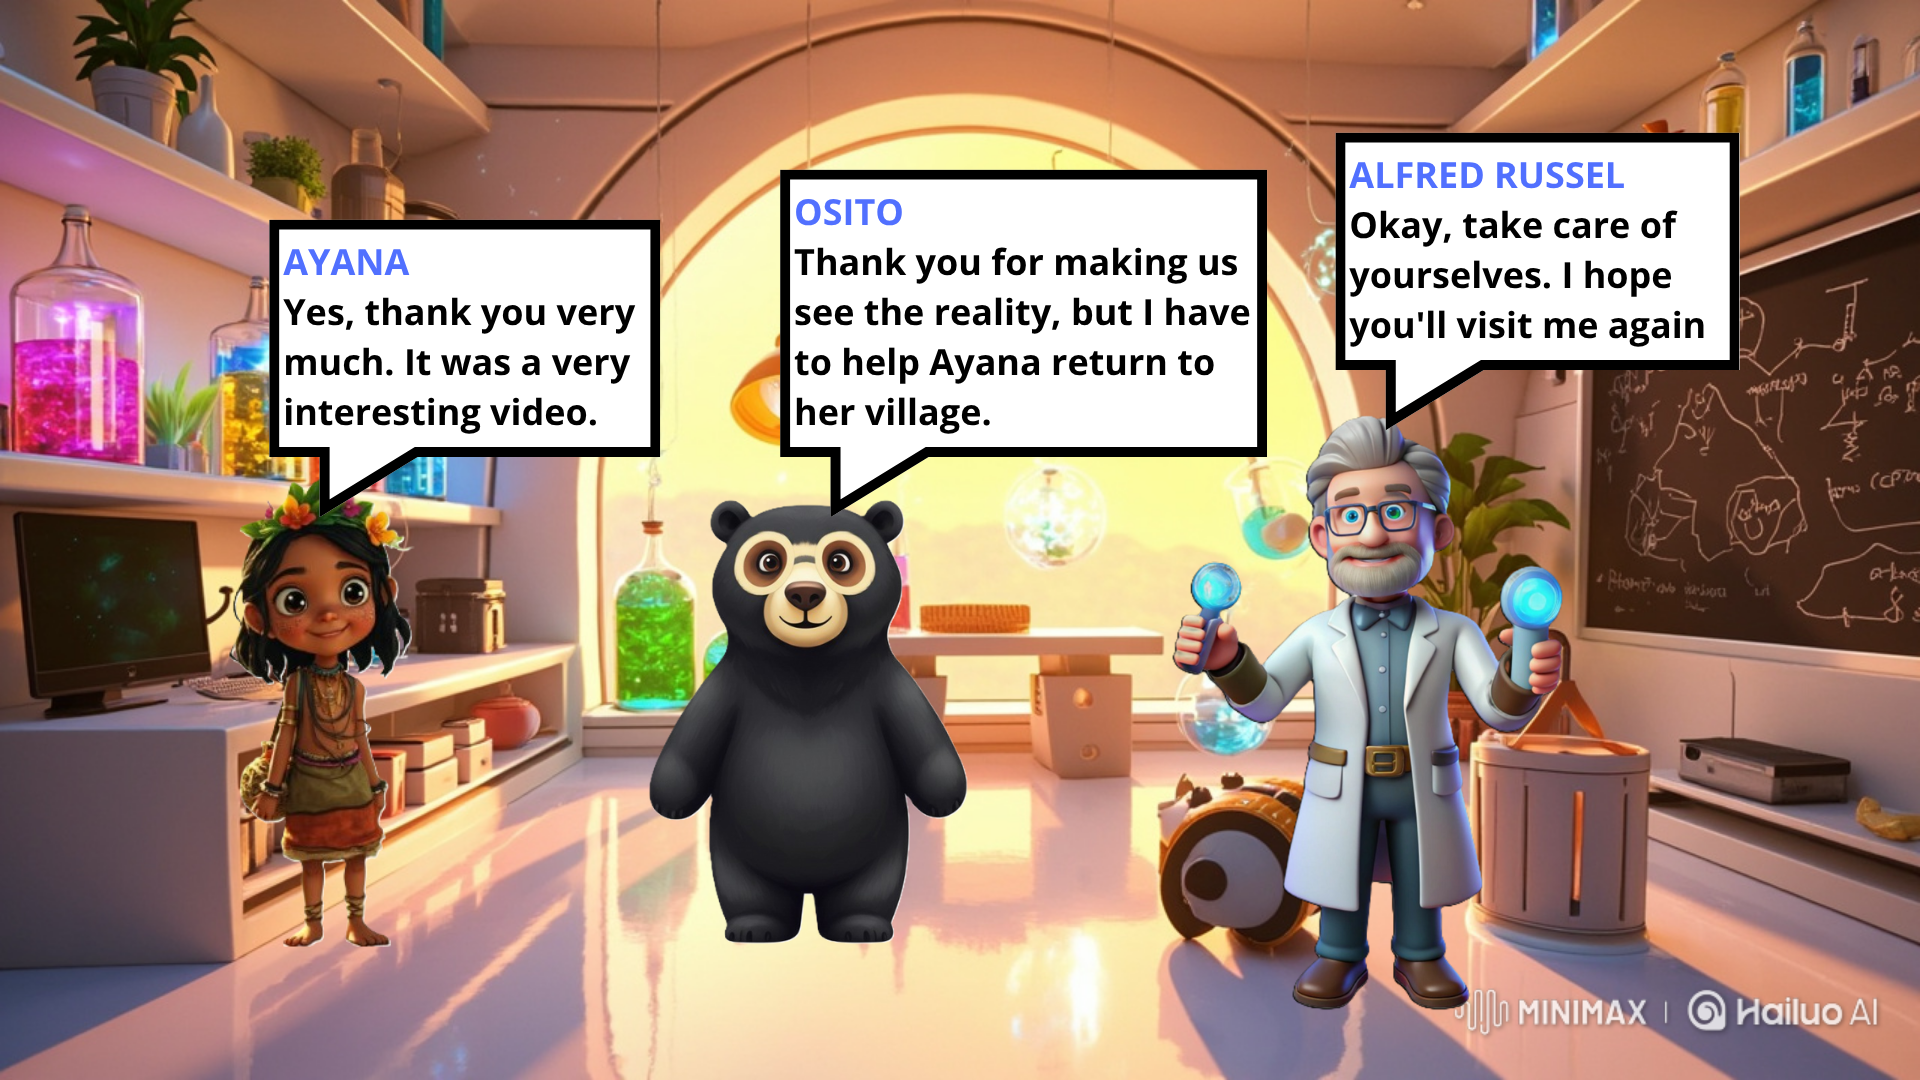 AYANA
Yes, thank you very
much. It was a very
interesting video.
OSITO
Thank you for making us
see the reality, but I have
to help Ayana return to
her village.
ALFRED RUSSEL
Okay, take care of
yourselves. I hope
you'll visit me again
MINIMAX | Hailuo AI